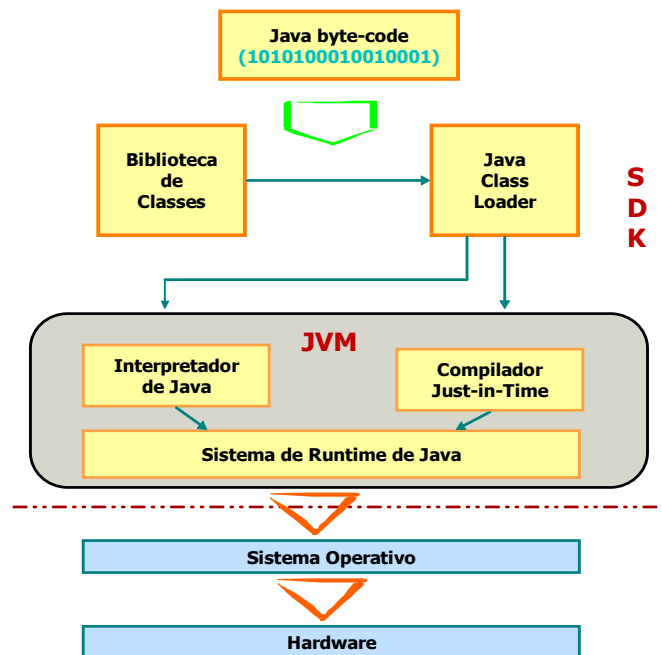 Java byte-code
(1010100010010001)
Biblioteca
de
Classes
Java
Class
Loader
S
D
K
JVM
Interpretador
de Java
Compilador
Just-in-Time
Sistema de Runtime de Java
Sistema Operativo
Hardware